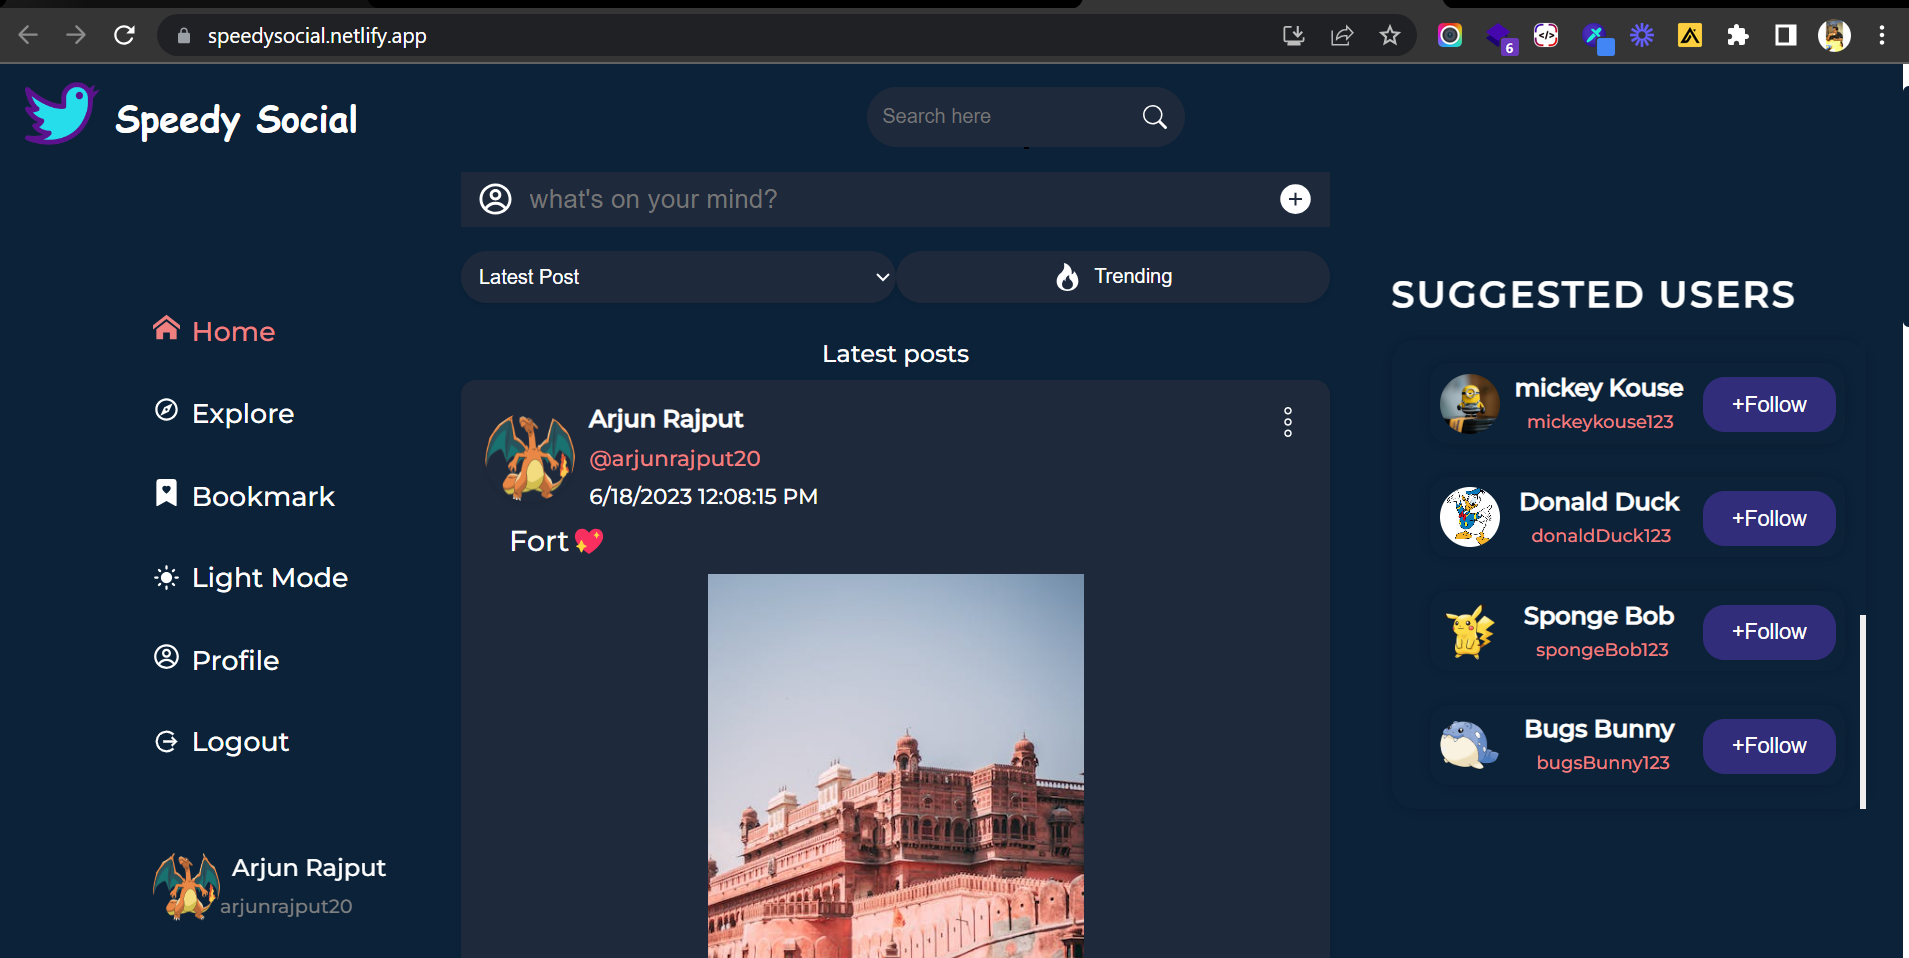 speedysocial.netlify.app
6
Speedy Social
Search here
what's on your mind?
Latest Post
Trending
Home
Explore
Bookmark
Light Mode
Profile
Logout
Arjun Rajput
arjunrajput20
Latest posts
Arjun Rajput
@arjunrajput20
6/18/2023 12:08:15 PM
Fort💖
SUGGESTED USERS
mickey Kouse
mickeykouse123
+Follow
Donald Duck
donaldDuck123
+Follow
Sponge Bob
spongeBob123
+Follow
Bugs Bunny
bugsBunny123
+Follow